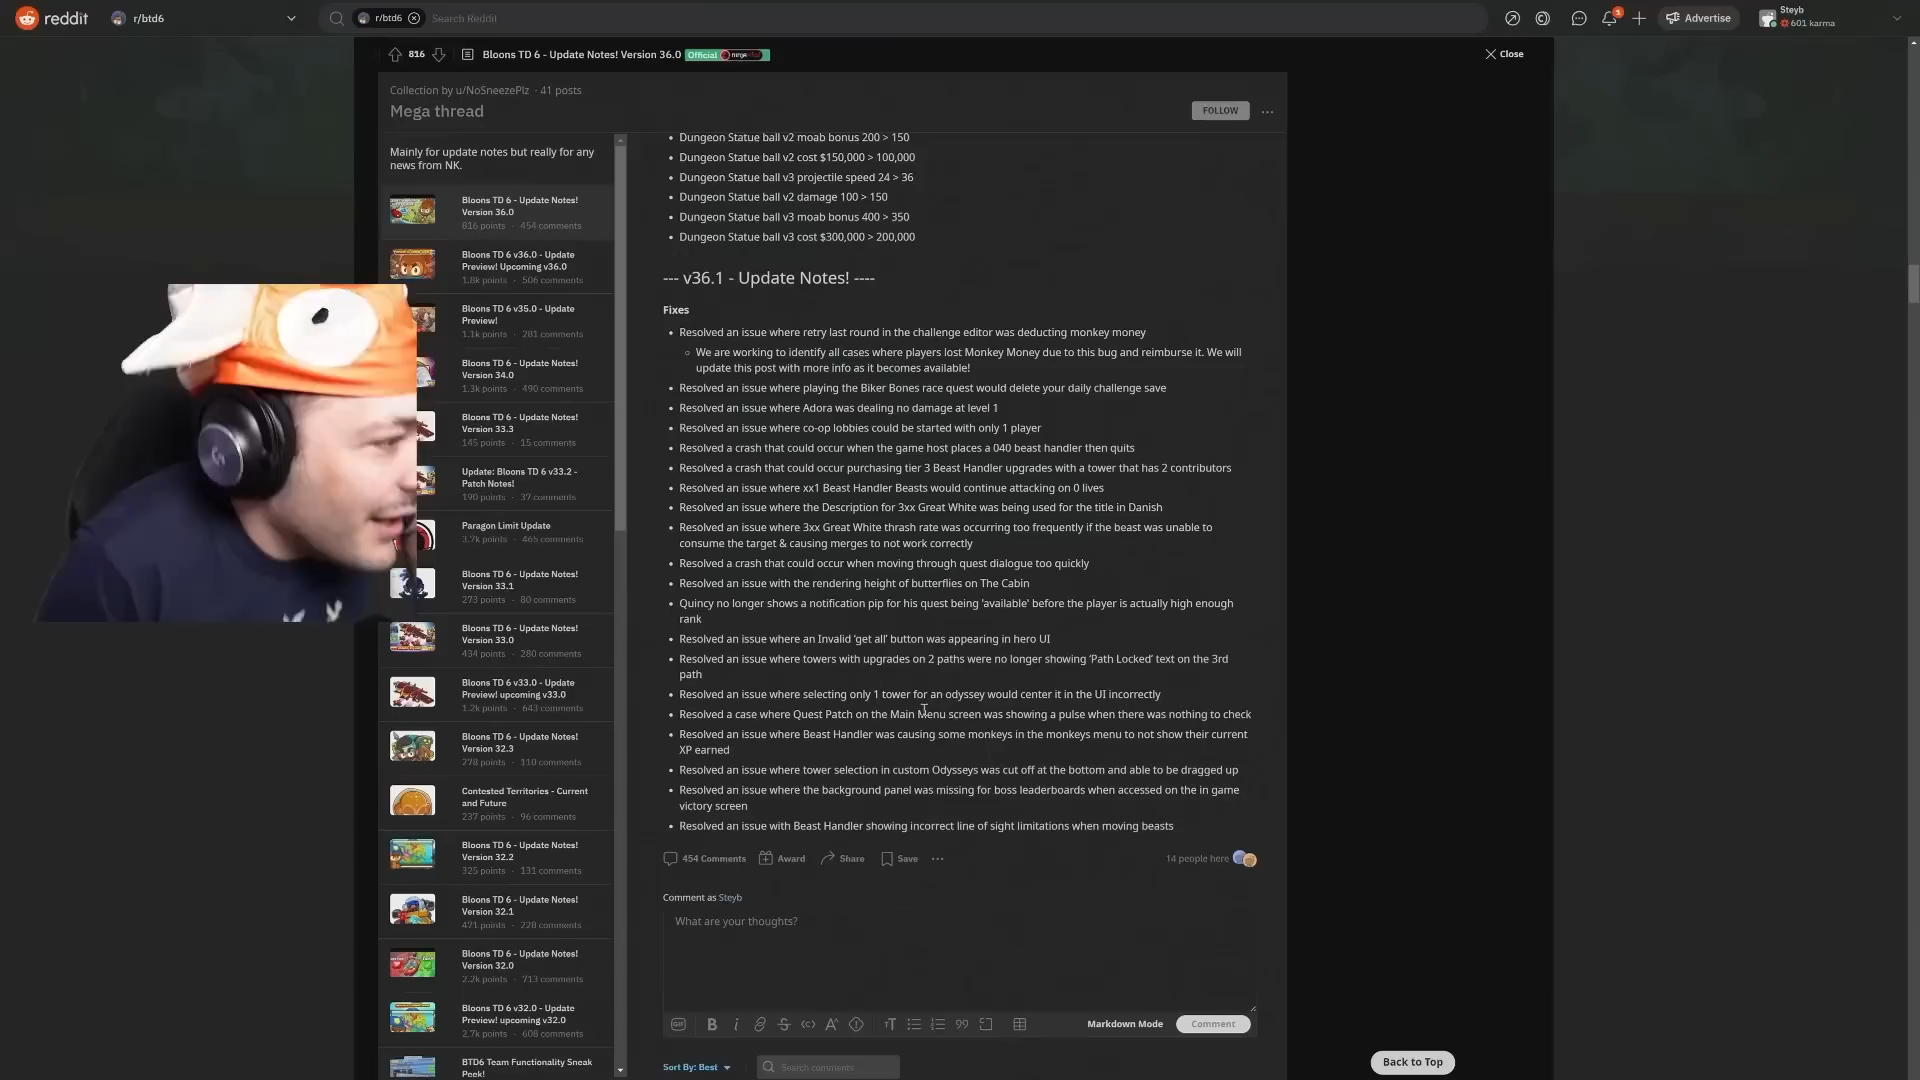 reddit
r/btd6
r/btd6
Search Reddit
1
Advertise
Steyb
601 karma
816
Bloons TD 6 - Update Notes! Version 36.0
Official
Close
Collection by u/NoSneezePlz · 41 posts
Mega thread
FOLLOW
Mainly for update notes but really for any
news from NK.
Bloons TD 6 - Update Notes!
Version 36.0
816 points · 454 comments
Bloons TD 6 v36.0 - Update
Preview! Upcoming v36.0
1.8k points · 506 comments
Bloons TD 6 v35.0 - Update
Preview!
1.1k points · 281 comments
Bloons TD 6 - Update Notes!
Version 34.0
1.3k points · 490 comments
Bloons TD 6 - Update Notes!
Version 33.3
145 points · 15 comments
Update: Bloons TD 6 v33.2 -
Patch Notes!
190 points · 37 comments
Paragon Limit Update
3.7k points · 465 comments
Bloons TD 6 - Update Notes!
Version 33.1
273 points · 80 comments
Bloons TD 6 - Update Notes!
Version 33.0
434 points · 280 comments
Bloons TD 6 v33.0 - Update
Preview! upcoming v33.0
1.2k points · 643 comments
Bloons TD 6 - Update Notes!
Version 32.3
278 points · 110 comments
Contested Territories - Current
and Future
237 points · 96 comments
Bloons TD 6 - Update Notes!
Version 32.2
325 points · 131 comments
Bloons TD 6 - Update Notes!
Version 32.1
471 points · 228 comments
Bloons TD 6 - Update Notes!
Version 32.0
2.2k points · 713 comments
Bloons TD 6 v32.0 - Update
Preview! upcoming v32.0
2.7k points · 608 comments
BTD6 Team Functionality Sneak
Peek!
• Dungeon Statue ball v2 moab bonus 200 > 150
• Dungeon Statue ball v2 cost $150,000 > 100,000
• Dungeon Statue ball v3 projectile speed 24 > 36
• Dungeon Statue ball v2 damage 100 > 150
• Dungeon Statue ball v3 moab bonus 400 > 350
• Dungeon Statue ball v3 cost $300,000 > 200,000
--- v36.1 - Update Notes! ----
Fixes
• Resolved an issue where retry last round in the challenge editor was deducting monkey money
◦ We are working to identify all cases where players lost Monkey Money due to this bug and reimburse it. We will
update this post with more info as it becomes available!
• Resolved an issue where playing the Biker Bones race quest would delete your daily challenge save
• Resolved an issue where Adora was dealing no damage at level 1
• Resolved an issue where co-op lobbies could be started with only 1 player
• Resolved a crash that could occur when the game host places a 040 beast handler then quits
• Resolved a crash that could occur purchasing tier 3 Beast Handler upgrades with a tower that has 2 contributors
• Resolved an issue where xx1 Beast Handler Beasts would continue attacking on 0 lives
• Resolved an issue where the Description for 3xx Great White was being used for the title in Danish
• Resolved an issue where 3xx Great White thrash rate was occurring too frequently if the beast was unable to
consume the target & causing merges to not work correctly
• Resolved a crash that could occur when moving through quest dialogue too quickly
• Resolved an issue with the rendering height of butterflies on The Cabin
• Quincy no longer shows a notification pip for his quest being 'available' before the player is actually high enough
rank
• Resolved an issue where an Invalid 'get all' button was appearing in hero UI
• Resolved an issue where towers with upgrades on 2 paths were no longer showing 'Path Locked' text on the 3rd
path
• Resolved an issue where selecting only 1 tower for an odyssey would center it in the UI incorrectly
• Resolved a case where Quest Patch on the Main Menu screen was showing a pulse when there was nothing to check
• Resolved an issue where Beast Handler was causing some monkeys in the monkeys menu to not show their current
XP earned
• Resolved an issue where tower selection in custom Odysseys was cut off at the bottom and able to be dragged up
• Resolved an issue where the background panel was missing for boss leaderboards when accessed on the in game
victory screen
• Resolved an issue with Beast Handler showing incorrect line of sight limitations when moving beasts
454 Comments
Award
Share
Save
14 people here
Comment as Steyb
What are your thoughts?
Markdown Mode
Comment
Sort By: Best
Search comments
Back to Top